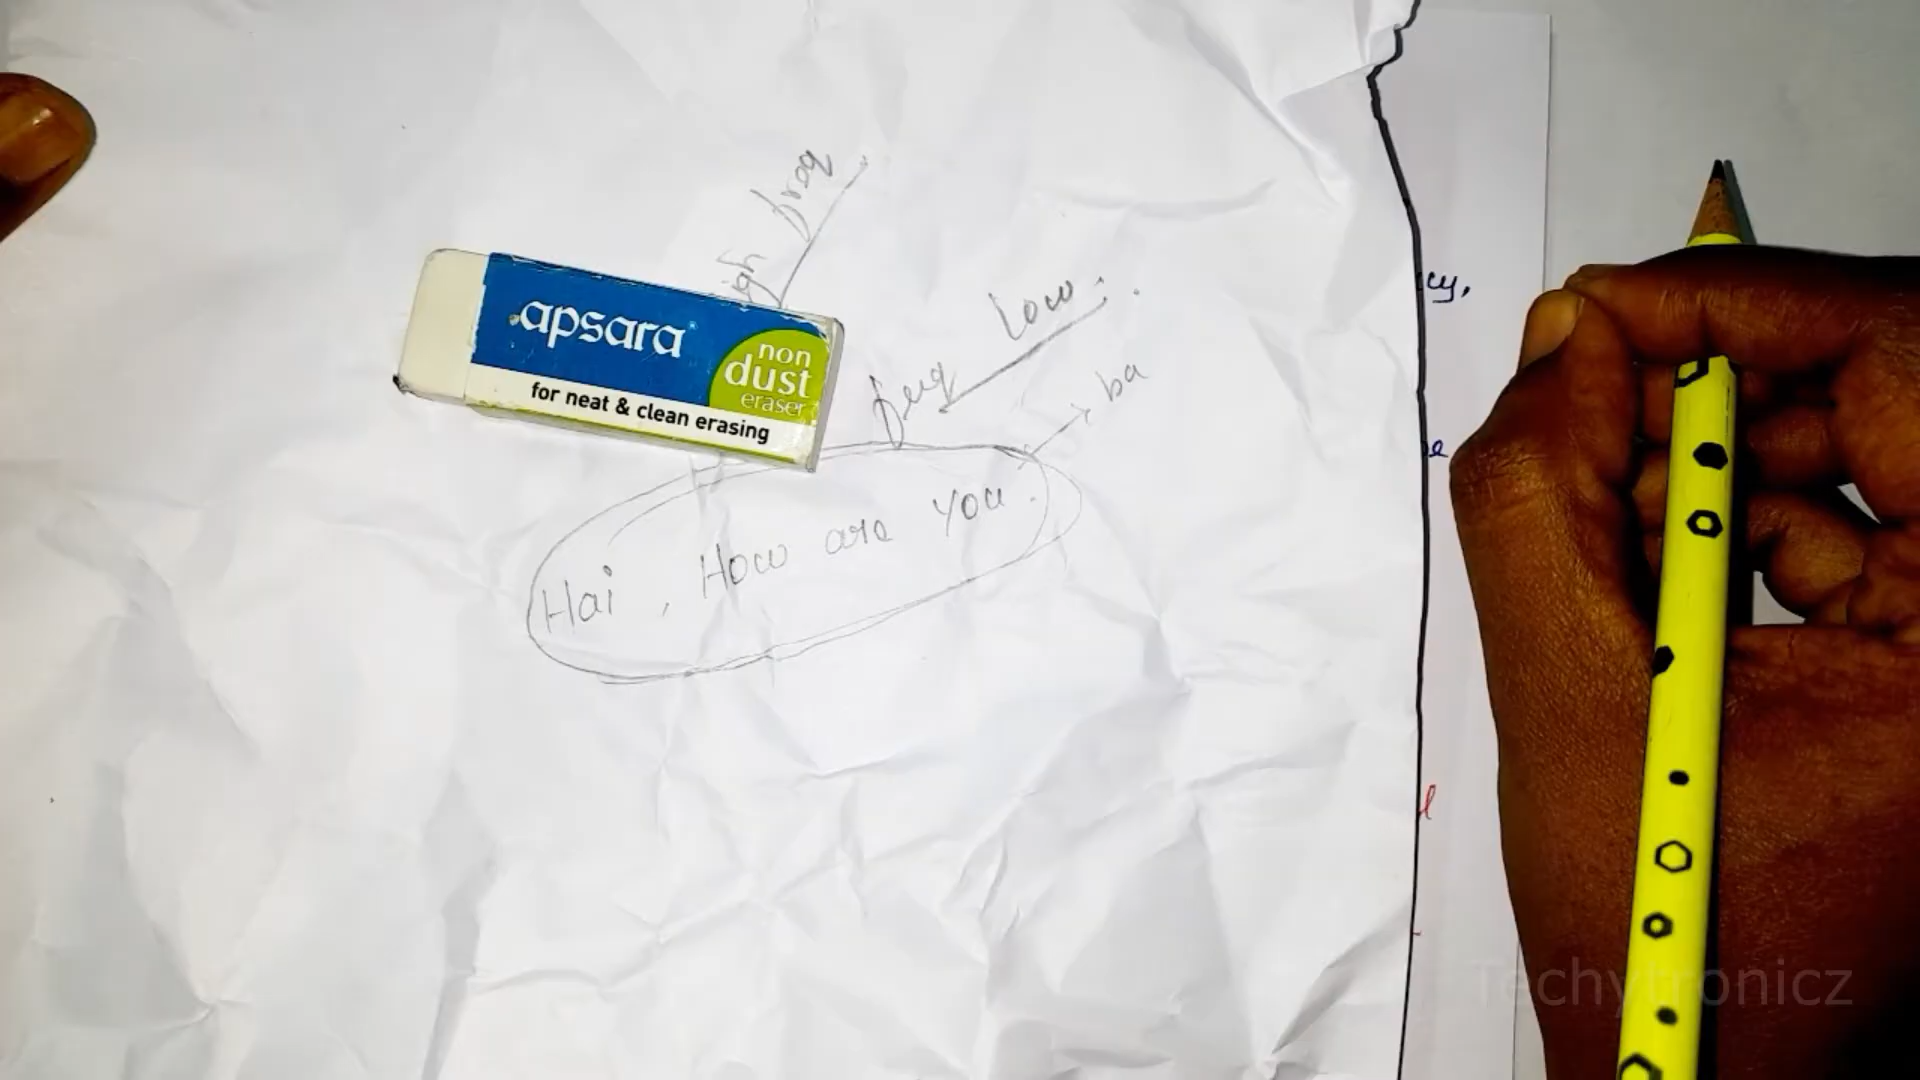 freq
apsara
non
dust
eraser
for neat & clean erasing
Low.
freq
ba
Hai, How are you.
Techytronicz